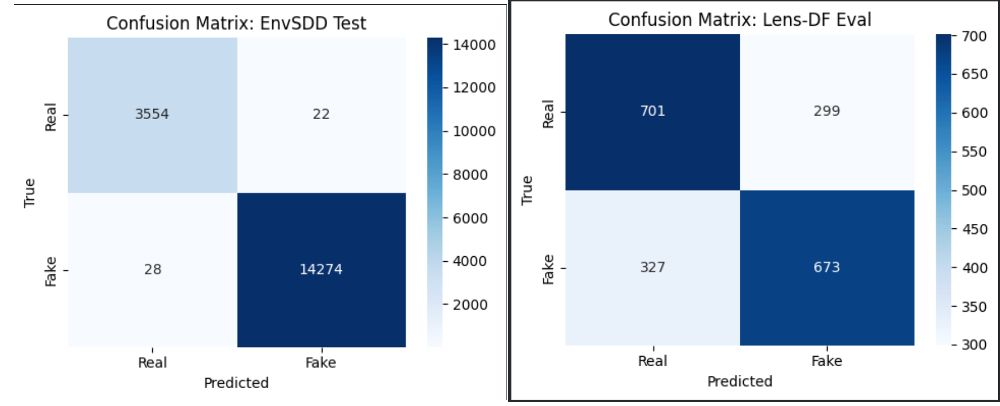 Confusion Matrix: EnvSDD Test
True
Real
Fake
3554
22
28
14274
Real
Fake
Predicted
14000
12000
10000
8000
6000
4000
2000
Confusion Matrix: Lens-DF Eval
True
Real
Fake
701
299
327
673
Real
Fake
Predicted
700
650
600
550
500
450
400
350
300